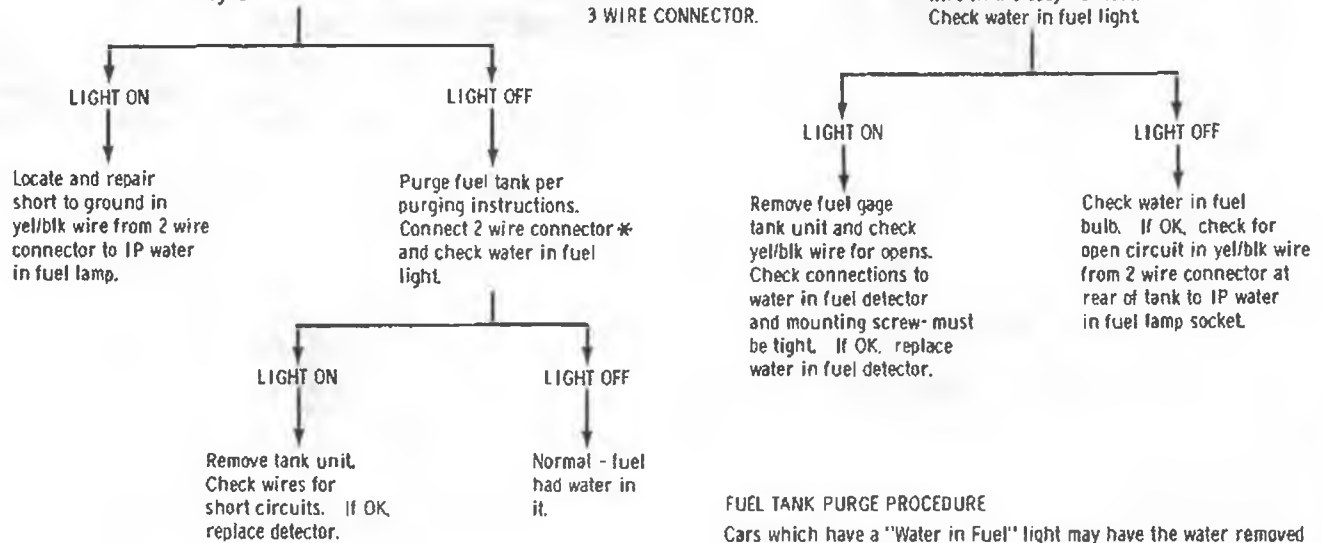 3 WIRE CONNECTOR.
Check water in fuel light
LIGHT ON
LIGHT OFF
Locate and repair
short to ground in
yel/blk wire from 2 wire
connector to IP water
in fuel lamp.
Purge fuel tank per
purging instructions.
Connect 2 wire connector *
and check water in fuel
light.
LIGHT ON
LIGHT OFF
Remove tank unit.
Check wires for
short circuits. If OK,
replace detector.
Normal - fuel
had water in
it.
LIGHT ON
LIGHT OFF
Remove fuel gage
tank unit and check
yel/blk wire for opens.
Check connections to
water in fuel detector
and mounting screw- must
be tight. If OK, replace
water in fuel detector.
Check water in fuel
bulb. If OK, check for
open circuit in yel/blk wire
from 2 wire connector at
rear of tank to IP water
in fuel lamp socket.
FUEL TANK PURGE PROCEDURE
Cars which have a "Water in Fuel" light may have the water removed